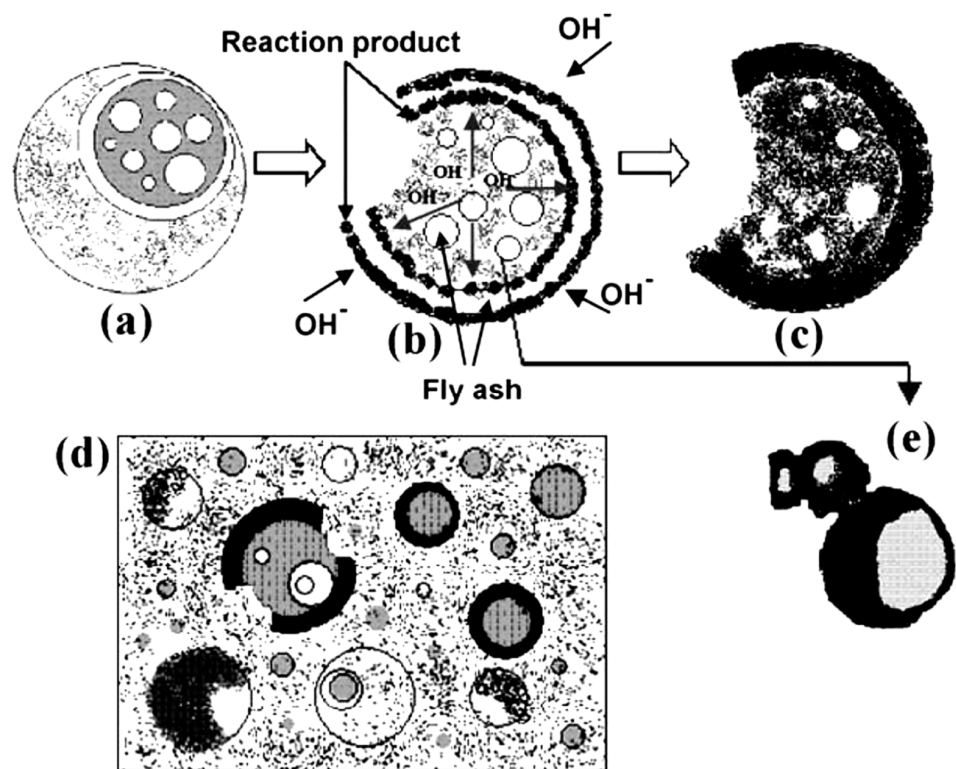 Reaction product
OH⁻
OH⁻
OH
OH⁻
OH⁻
OH⁻
(a)
(b)
(c)
Fly ash
(d)
(e)